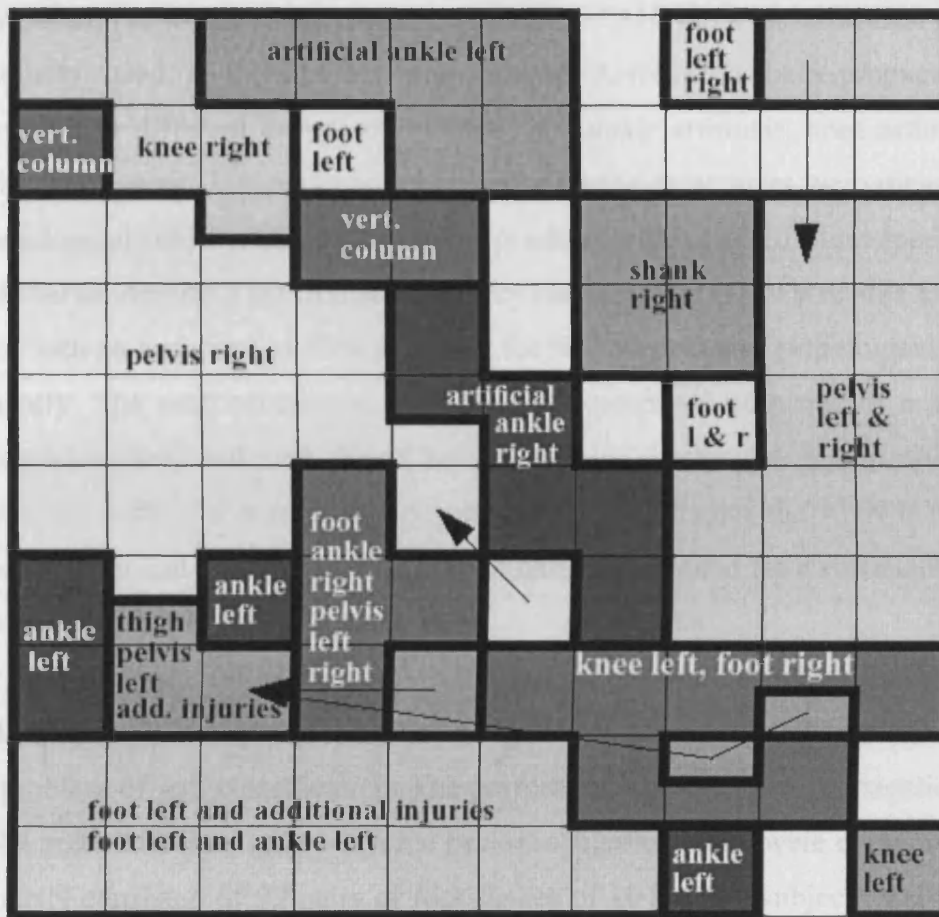 artificial ankle left
foot
left
right
vert.
column
knee right
foot
left
vert.
column
shank
right
pelvis right
artificial
ankle
right
foot
l & r
pelvis
left &
right
foot
ankle
right
pelvis
left
right
ankle
left
ankle
left
thigh
pelvis
left
add. injuries
knee left, foot right
foot left and additional injuries
foot left and ankle left
ankle
left
knee
left